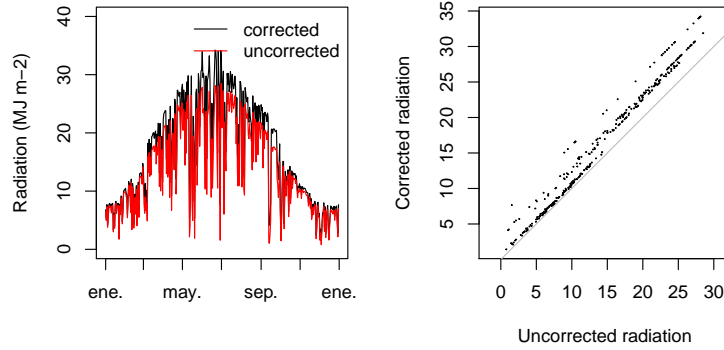 corrected
uncorrected
Radiation (MJ m-2)
40
30
20
10
0
ene.
may.
sep.
ene.
Corrected radiation
35
30
25
20
15
10
5
0
5
10
15
20
25
30
Uncorrected radiation